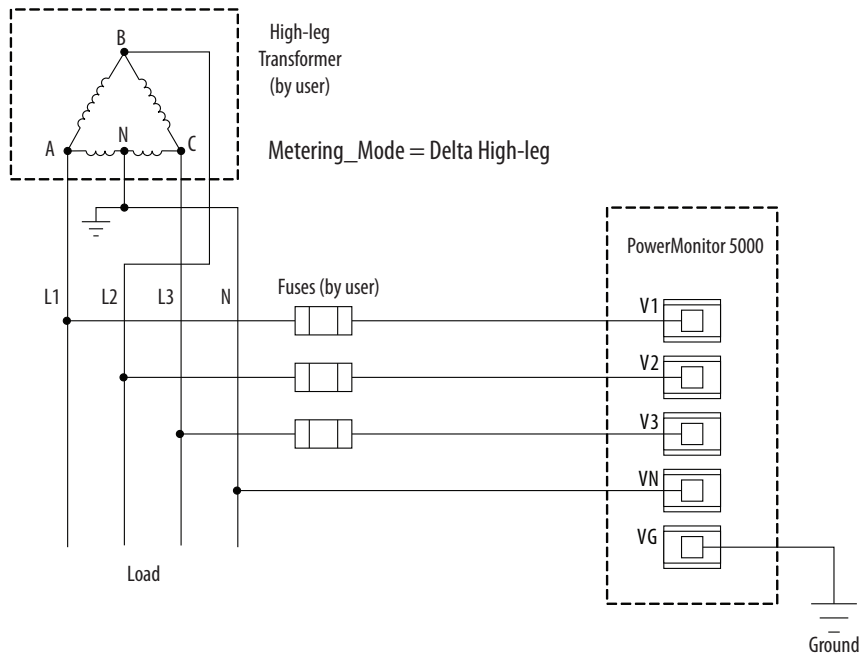 B
High-leg
Transformer
(by user)
A
N
C
Metering_Mode = Delta High-leg
PowerMonitor 5000
L1
L2
L3
N
Fuses (by user)
V1
V2
V3
VN
VG
Load
Ground